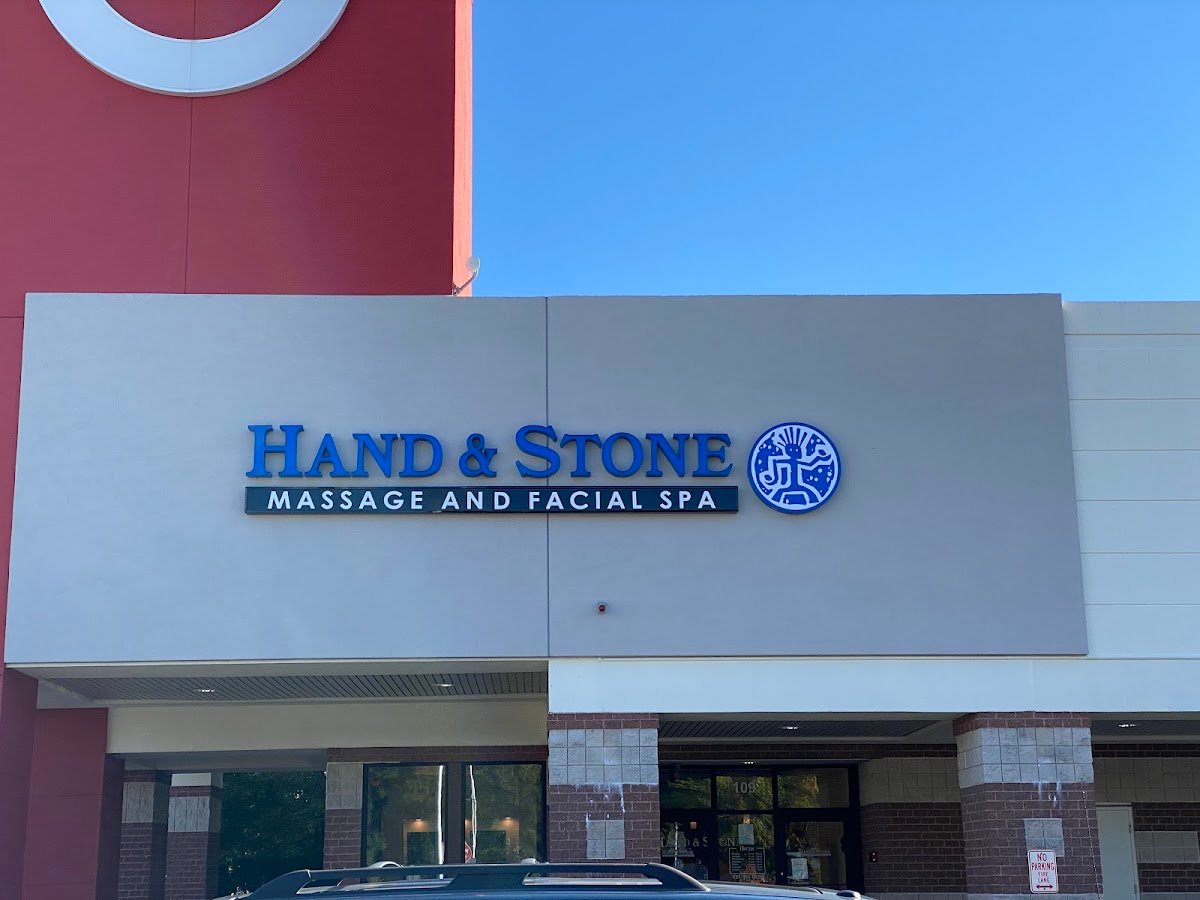 HAND & STONE
MASSAGE AND FACIAL SPA
109
NO
PARKING
FIRE LANE